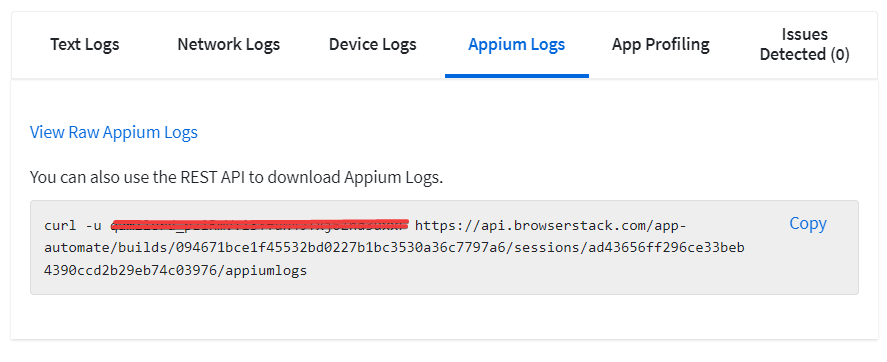 Text Logs
Network Logs
Device Logs
Appium Logs
App Profiling
Issues
Detected (0)
View Raw Appium Logs
You can also use the REST API to download Appium Logs.
curl -u https://api.browserstack.com/app-
automate/builds/094671bce1f45532bd0227b1bc3530a36c7797a6/sessions/ad43656ff296ce33beb
4390ccd2b29eb74c03976/appiumlogs
Copy